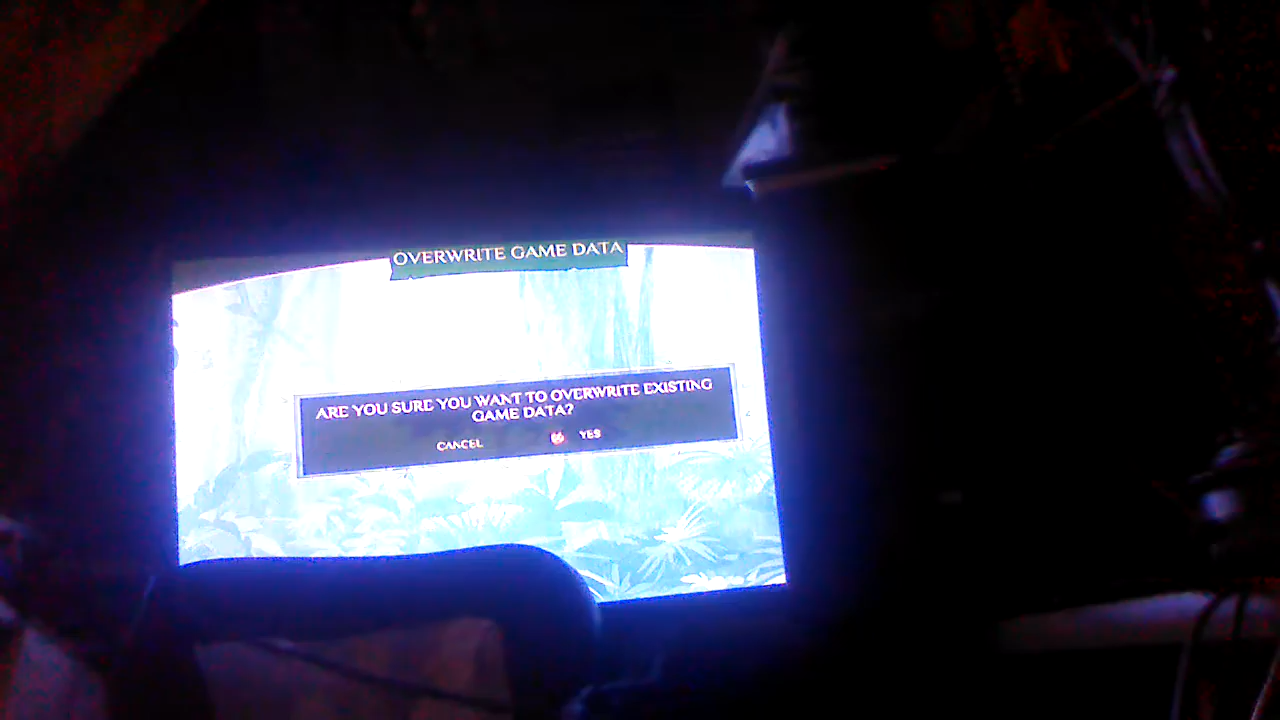 OVERWRITE GAME DATA
ARE YOU SURE YOU WANT TO OVERWRITE EXISTING
GAME DATA?
CANCEL YES